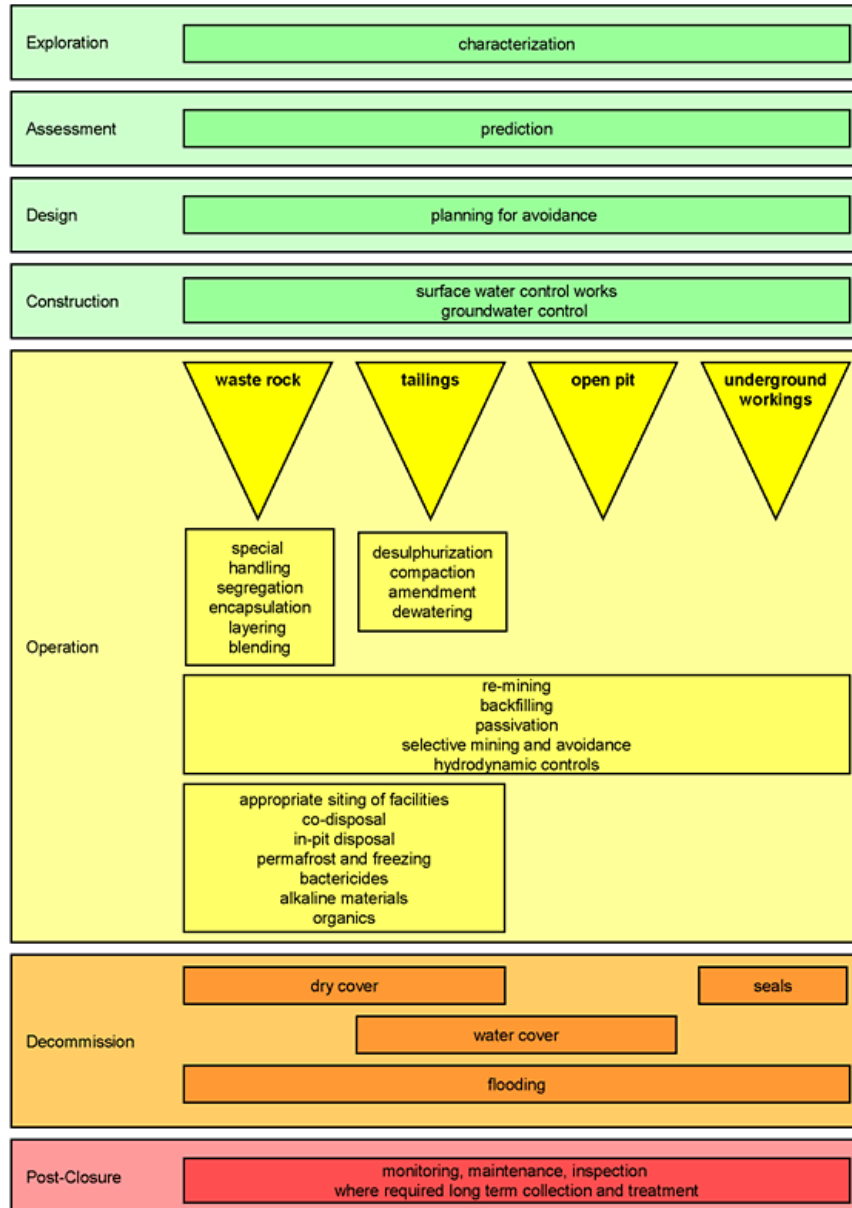 Exploration
characterization
Assessment
prediction
Design
planning for avoidance
Construction
surface water control works
groundwater control
Operation
waste rock
tailings
open pit
underground
workings
special
handling
segregation
encapsulation
layering
blending
desulphurization
compaction
amendment
dewatering
re-mining
backfilling
passivation
selective mining and avoidance
hydrodynamic controls
appropriate siting of facilities
co-disposal
in-pit disposal
permafrost and freezing
bactericides
alkaline materials
organics
Decommission
dry cover
seals
water cover
flooding
Post-Closure
monitoring, maintenance, inspection
where required long term collection and treatment